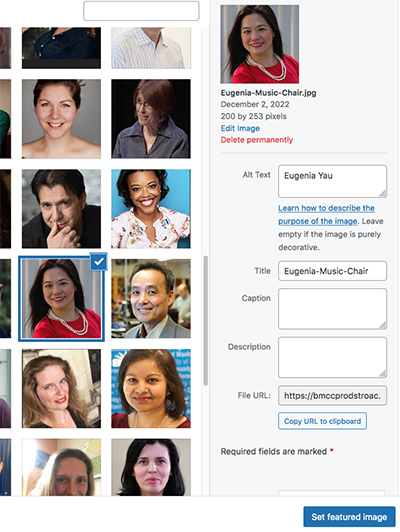 Eugenia-Music-Chair.jpg
December 2, 2022
200 by 253 pixels
Edit Image
Delete permanently
Alt Text
Eugenia Yau
Learn how to describe the
purpose of the image. Leave
empty if the image is purely
decorative.
Title
Eugenia-Music-Chair
Caption
Description
File URL:
https://bmccprodstroac.
Copy URL to clipboard
Required fields are marked *
Set featured image